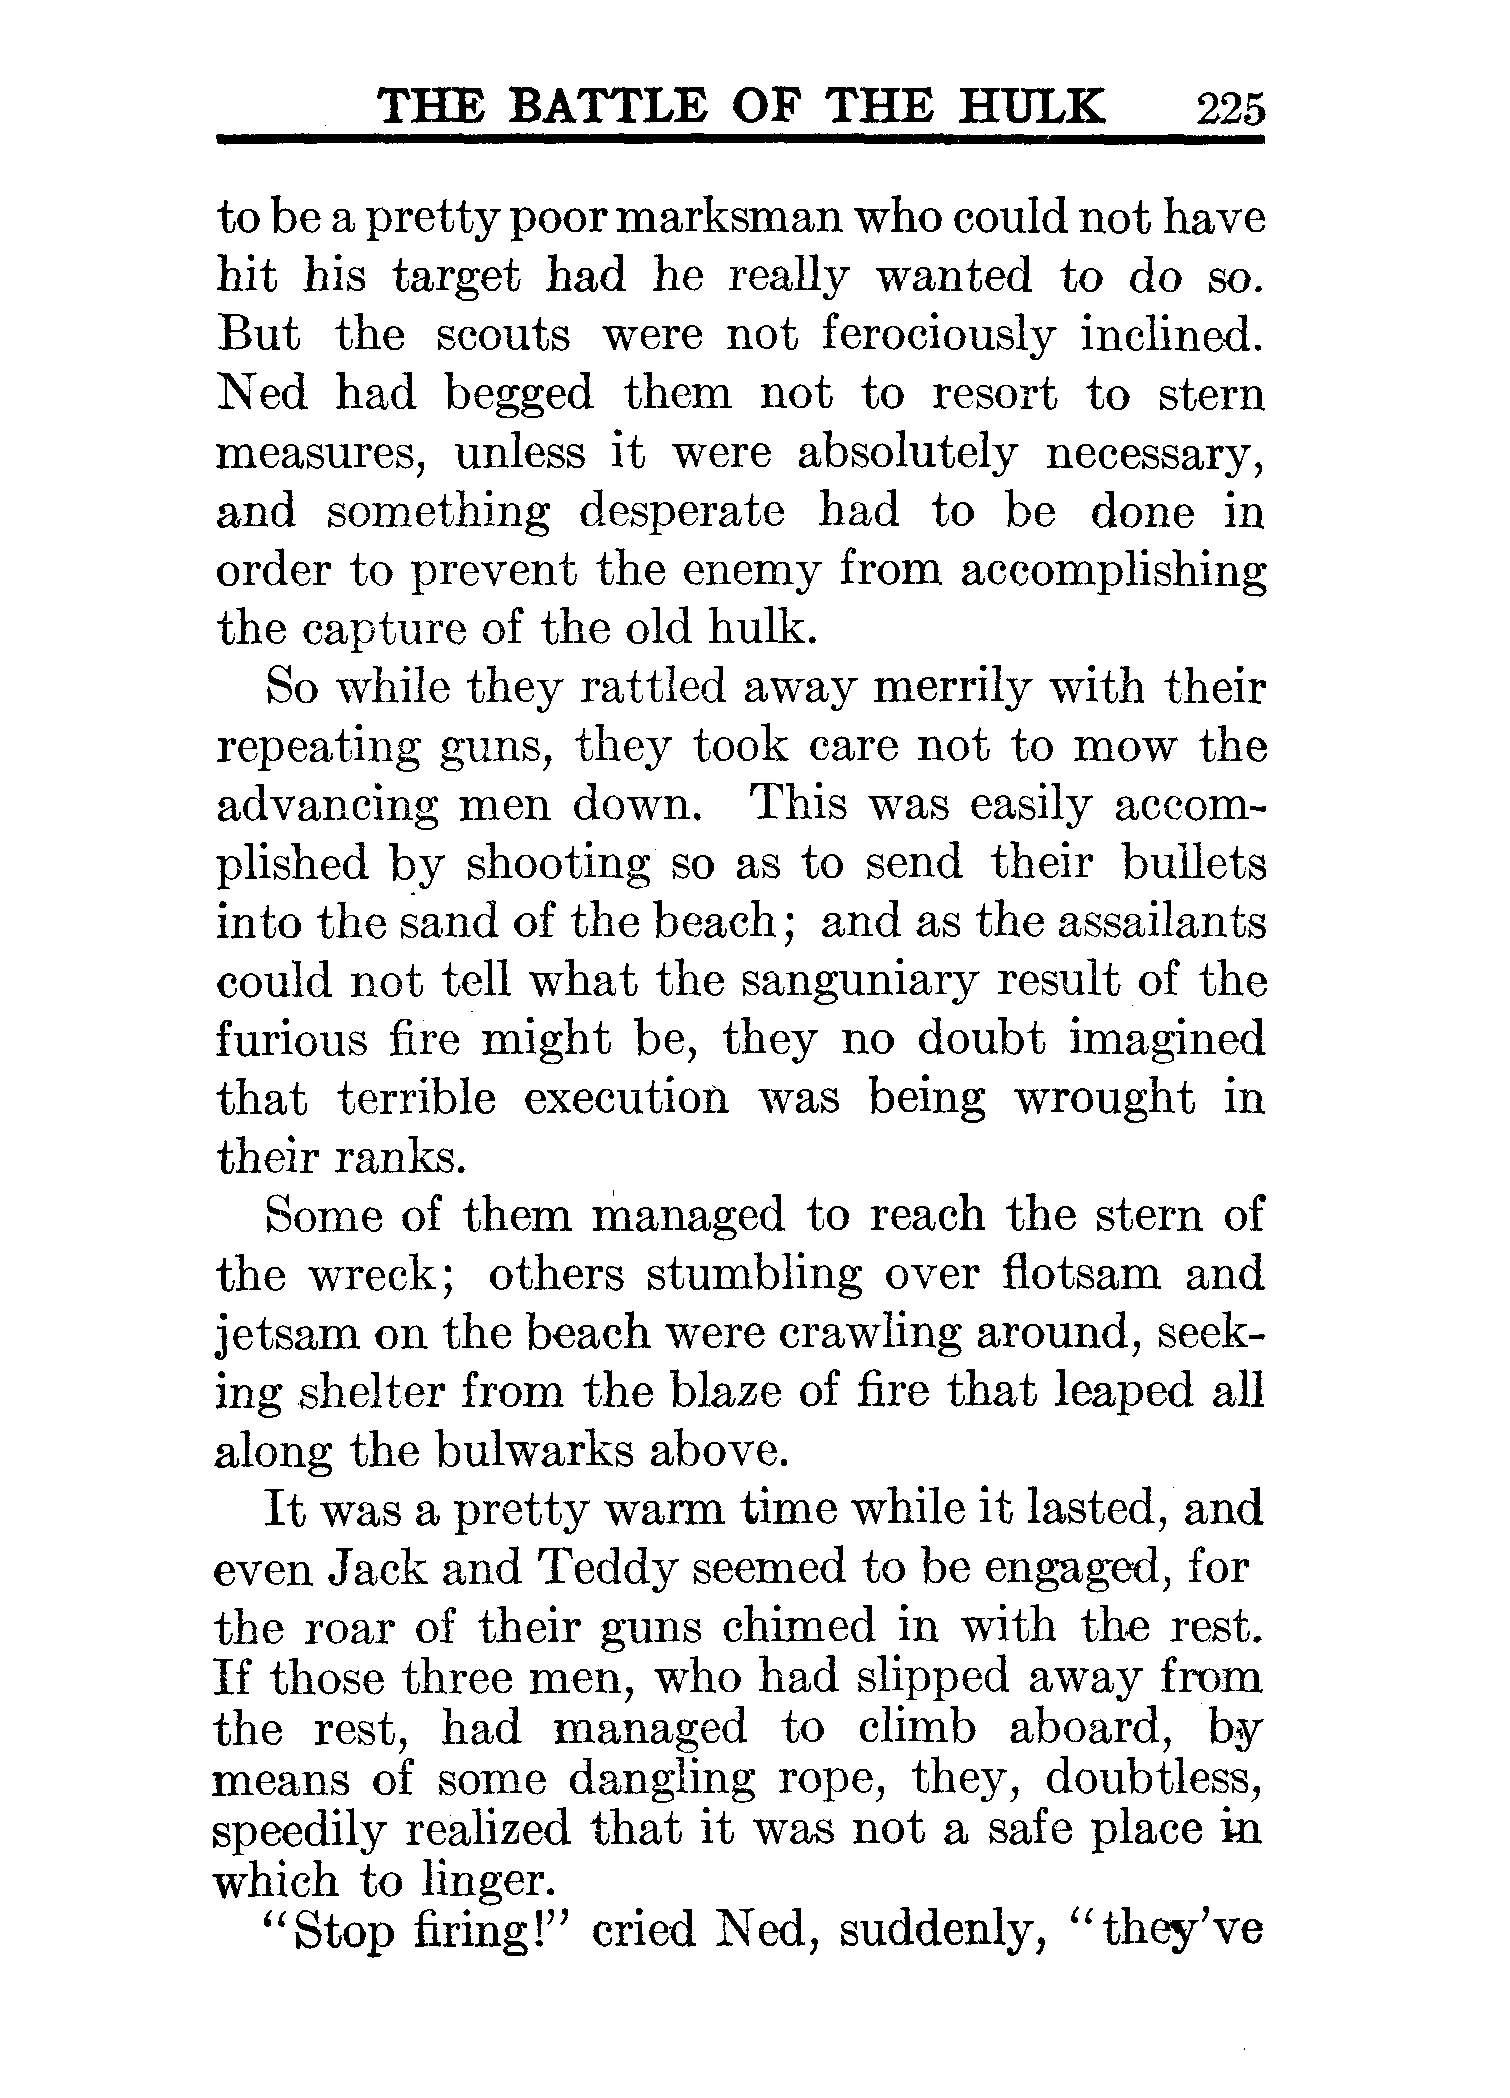 THE BATTLE OF THE HULK 225
to be a pretty poor marksman who could not have
hit his target had he really wanted to do so.
But the scouts were not ferociously inclined.
Ned had begged them not to resort to stern
measures, unless it were absolutely necessary,
and something desperate had to be done in
order to prevent the enemy from accomplishing
the capture of the old hulk.
So while they rattled away merrily with their
repeating guns, they took care not to mow the
advancing men down. This was easily accom-
plished by shooting so as to send their bullets
into the sand of the beach; and as the assailants
could not tell what the sanguniary result of the
furious fire might be, they no doubt imagined
that terrible execution was being wrought in
their ranks.
Some of them managed to reach the stern of
the wreck; others stumbling over flotsam and
jetsam on the beach were crawling around, seek-
ing shelter from the blaze of fire that leaped all
along the bulwarks above.
It was a pretty warm time while it lasted, and
even Jack and Teddy seemed to be engaged, for
the roar of their guns chimed in with the rest.
If those three men, who had slipped away from
the rest, had managed to climb aboard, by
means of some dangling rope, they, doubtless,
speedily realized that it was not a safe place in
which to linger.
"Stop firing!" cried Ned, suddenly, "they've